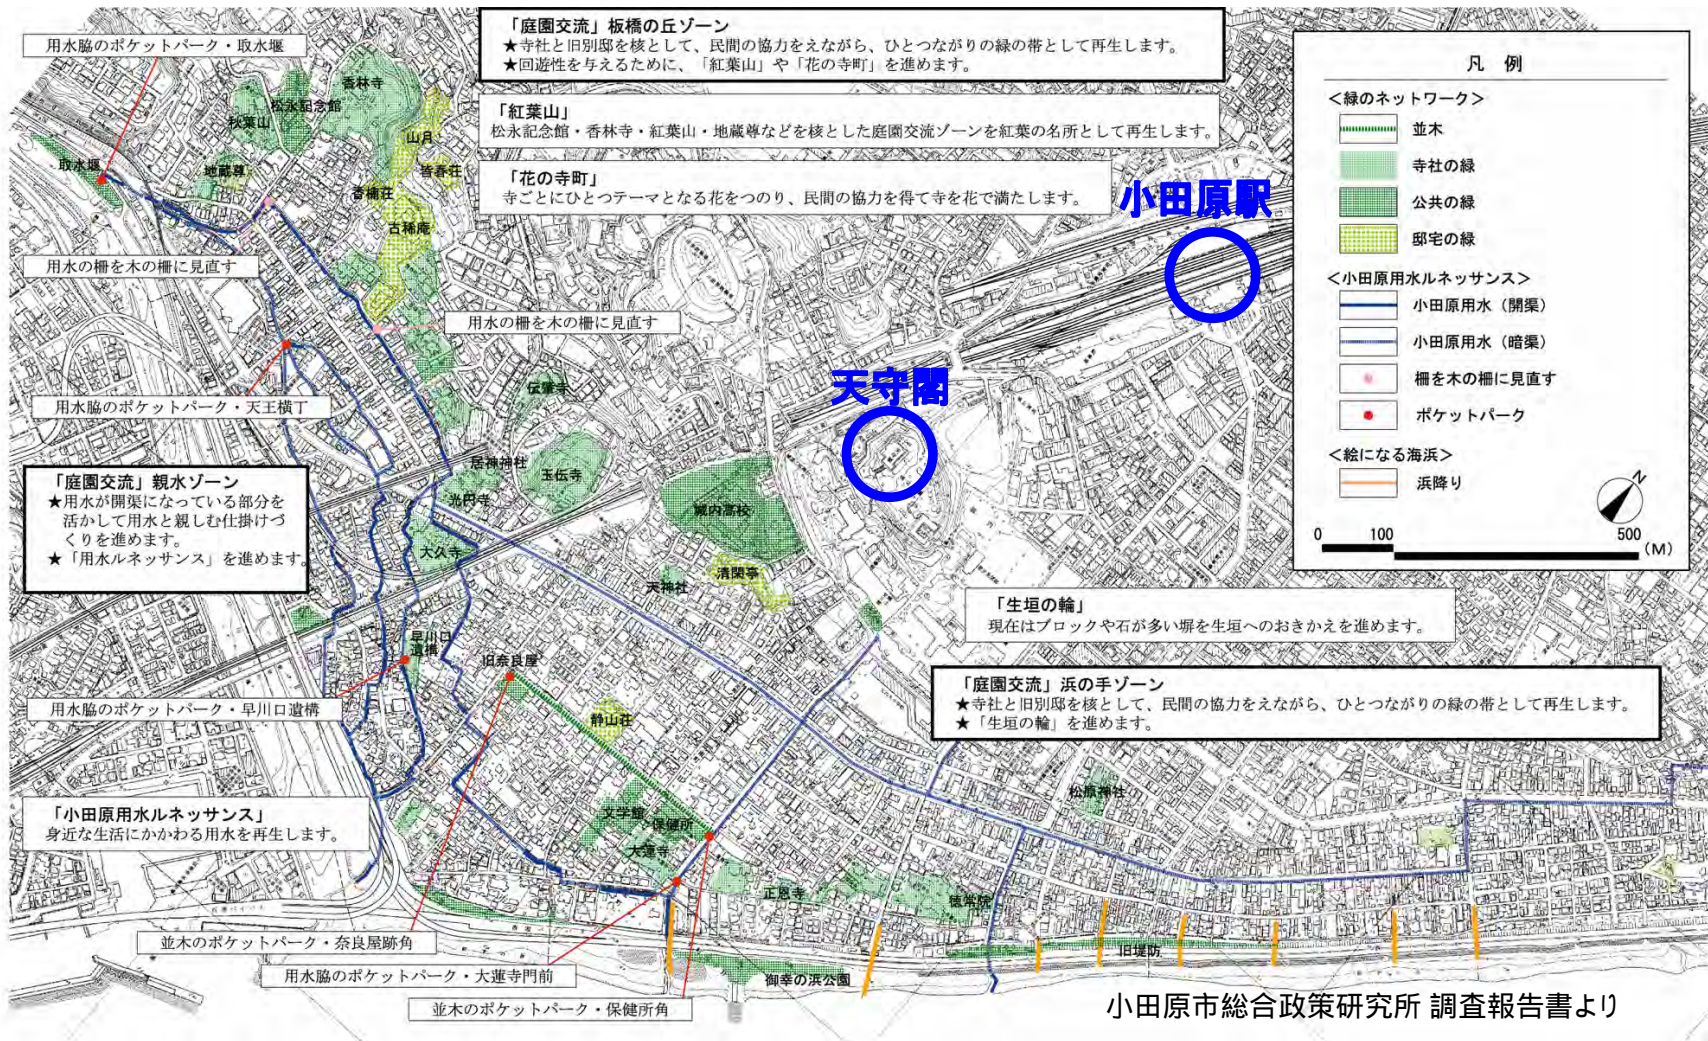 用水脇のポケットパーク・取水堰
「庭園交流」板橋の丘ゾーン
★寺社と旧別邸を核として、民間の協力をえながら、ひとつながりの緑の帯として再生します。
★回遊性を与えるために、「紅葉山」や「花の寺町」を進めます。
「紅葉山」
松永記念館・香林寺・紅葉山・地蔵尊などを核とした庭園交流ゾーンを紅葉の名所として再生します。
「花の寺町」
寺ごとにひとつテーマとなる花をつのり、民間の協力を得て寺を花で満たします。
凡 例
<緑のネットワーク>
並木
寺社の緑
公共の緑
邸宅の緑
<小田原用水ルネッサンス>
小田原用水(開渠)
小田原用水(暗渠)
柵を木の柵に見直す
ポケットパーク
<絵になる海浜>
浜降り
N
0 100 500
(M)
香林寺
松永記念館
秋葉山
山月
取水堰
地蔵尊
皆春荘
香楠荘
古稀庵
小田原駅
用水の柵を木の柵に見直す
用水の柵を木の柵に見直す
天守閣
伝肇寺
用水脇のポケットパーク・天王横丁
居神神社
玉伝寺
光円寺
城内高校
「庭園交流」親水ゾーン
★用水が開渠になっている部分を
活かして用水と親しむ仕掛けづ
くりを進めます。
★「用水ルネッサンス」を進めます。
大久寺
天神社
清閑亭
「生垣の輪」
現在はブロックや石が多い塀を生垣へのおきかえを進めます。
早川口
遺構
旧奈良屋
「庭園交流」浜の手ゾーン
★寺社と旧別邸を核として、民間の協力をえながら、ひとつながりの緑の帯として再生します。
★「生垣の輪」を進めます。
用水脇のポケットパーク・早川口遺構
静山荘
「小田原用水ルネッサンス」
身近な生活にかかわる用水を再生します。
松原神社
文学館
保健所
大蓮寺
正恩寺
徳常院
並木のポケットパーク・奈良屋跡角
旧堤防
用水脇のポケットパーク・大蓮寺門前
御幸の浜公園
並木のポケットパーク・保健所角
小田原市総合政策研究所 調査報告書より